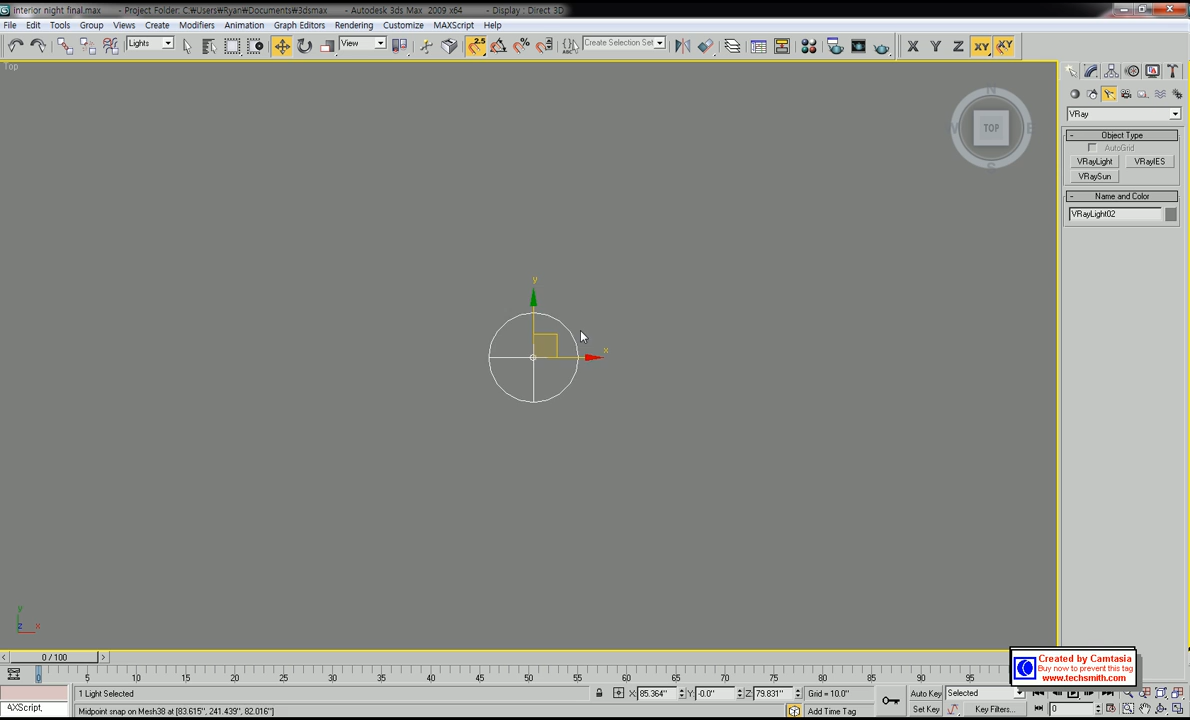 interior night final.max - Project Folder: C:\Users\Ryan\Documents\3dsmax - Autodesk 3ds Max 2009 x64 - Display : Direct 3D
File Edit Tools Group Views Create Modifiers Animation Graph Editors Rendering Customize MAXScript Help
Lights View 2.5 Create Selection Set X Y Z XY XY
Top
N
TOP
E
S
VRay
- Object Type
AutoGrid
VRayLight VRayIES
VRaySun
- Name and Color
VRayLight02
y
x
y
z x
< 0 / 100 >
0 5 10 15 20 25 30 35 40 45 50 55 60 65 70 75 80 85 90 95
Created by Camtasia
Buy now to prevent this tag
www.techsmith.com
1 Light Selected X: 85.364" Y: -0.0" Z: 79.831" Grid = 10.0" Auto Key Selected
AXScript, Midpoint snap on Mesh38 at [83.615", 241.439", 82.016"] Add Time Tag Set Key Key Filters... 0